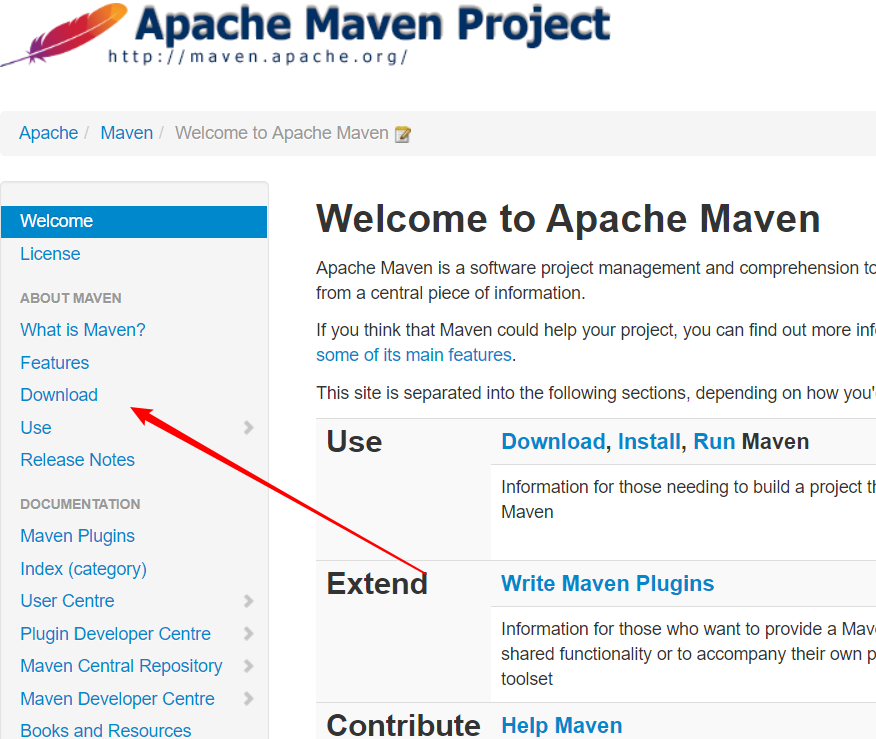 Apache Maven Project
http://maven.apache.org/
Apache / Maven / Welcome to Apache Maven
Welcome
License
ABOUT MAVEN
What is Maven?
Features
Download
Use
Release Notes
DOCUMENTATION
Maven Plugins
Index (category)
User Centre
Plugin Developer Centre
Maven Central Repository
Maven Developer Centre
Books and Resources
Welcome to Apache Maven
Apache Maven is a software project management and comprehension to
from a central piece of information.
If you think that Maven could help your project, you can find out more inf
some of its main features.
This site is separated into the following sections, depending on how you'
Use
Download, Install, Run Maven
Information for those needing to build a project th
Maven
Extend
Write Maven Plugins
Information for those who want to provide a Mav
shared functionality or to accompany their own p
toolset
Contribute
Help Maven